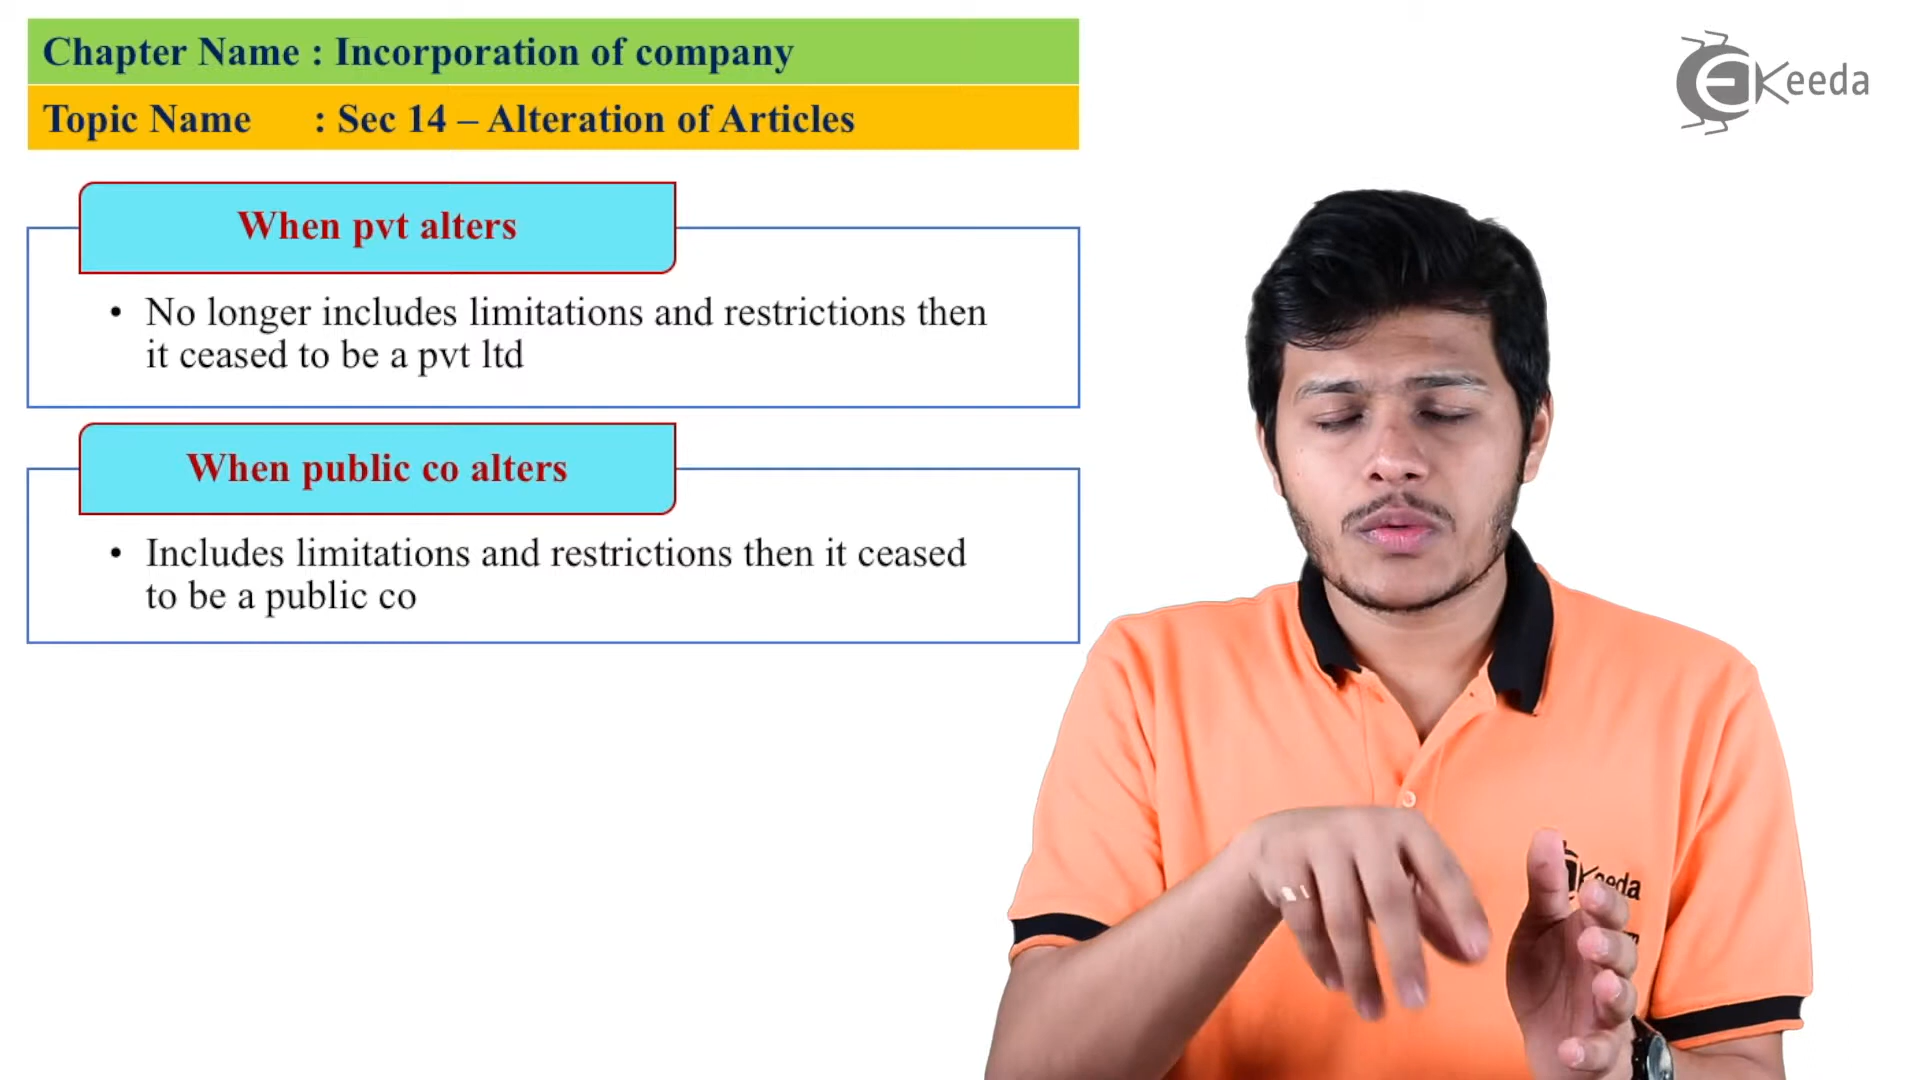 Chapter Name : Incorporation of company
Topic Name : Sec 14 – Alteration of Articles
Keeda
When pvt alters
• No longer includes limitations and restrictions then
it ceased to be a pvt ltd
When public co alters
• Includes limitations and restrictions then it ceased
to be a public co
Keeda